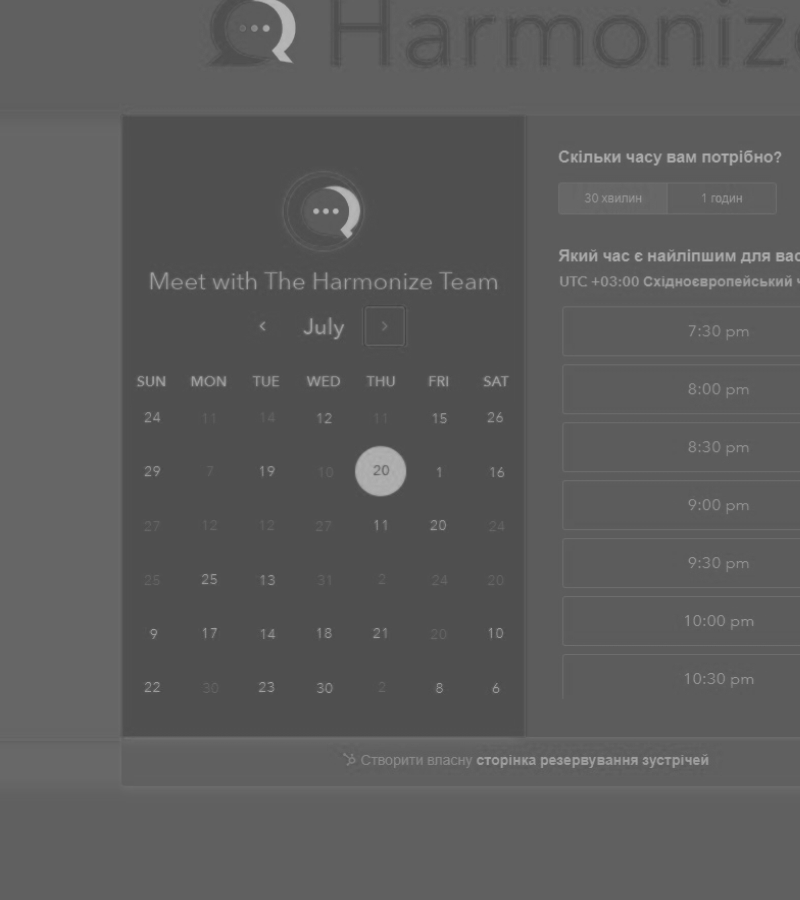 Harmonize
Meet with The Harmonize Team
July
SUN MON TUE WED THU FRI SAT
24 11 14 12 11 15 26
29 7 19 10 20 1 16
27 12 12 27 11 20 24
25 25 13 31 2 24 20
9 17 14 18 21 20 10
22 30 23 30 2 8 6
Скільки часу вам потрібно?
30 хвилин 1 годин
Який час є найліпшим для вас
UTC +03:00 Східноєвропейський ч
7:30 pm
8:00 pm
8:30 pm
9:00 pm
9:30 pm
10:00 pm
10:30 pm
Створити власну сторінка резервування зустрічей